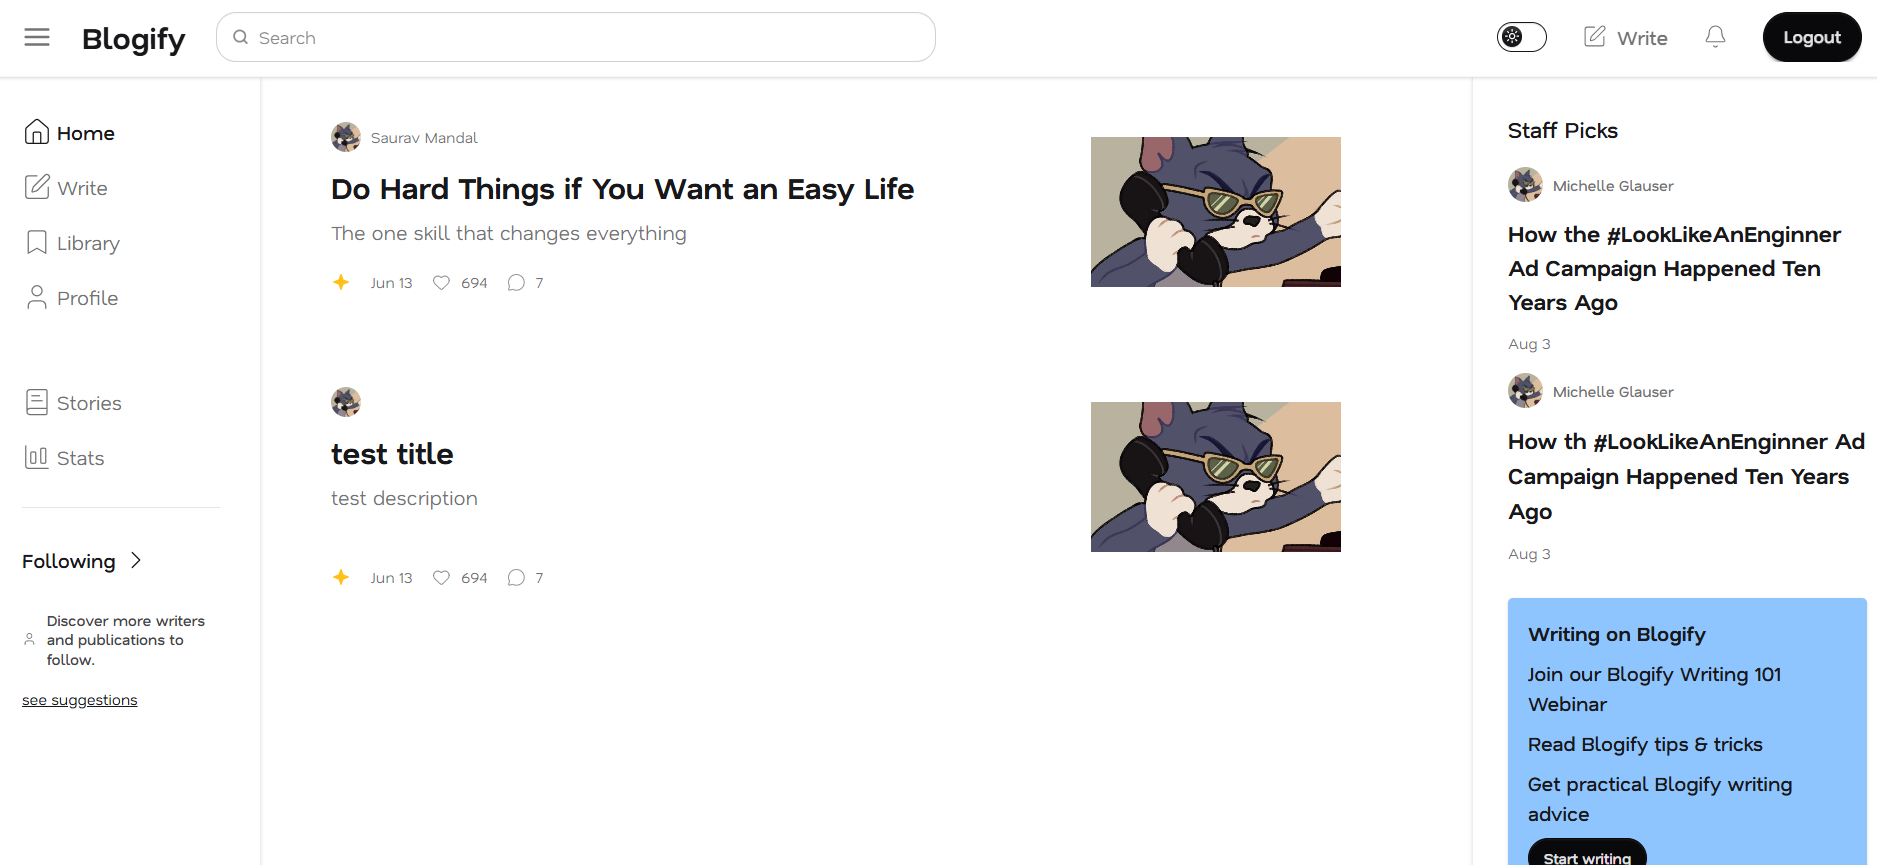 Blogify
Search
Write
Logout
Home
Write
Library
Profile
Stories
Stats
Following
Discover more writers
and publications to
follow.
see suggestions
Saurav Mandal
Do Hard Things if You Want an Easy Life
The one skill that changes everything
Jun 13 694 7
test title
test description
Jun 13 694 7
Staff Picks
Michelle Glauser
How the #LookLikeAnEnginner
Ad Campaign Happened Ten
Years Ago
Aug 3
Michelle Glauser
How th #LookLikeAnEnginner Ad
Campaign Happened Ten Years
Ago
Aug 3
Writing on Blogify
Join our Blogify Writing 101
Webinar
Read Blogify tips & tricks
Get practical Blogify writing
advice
Start writing